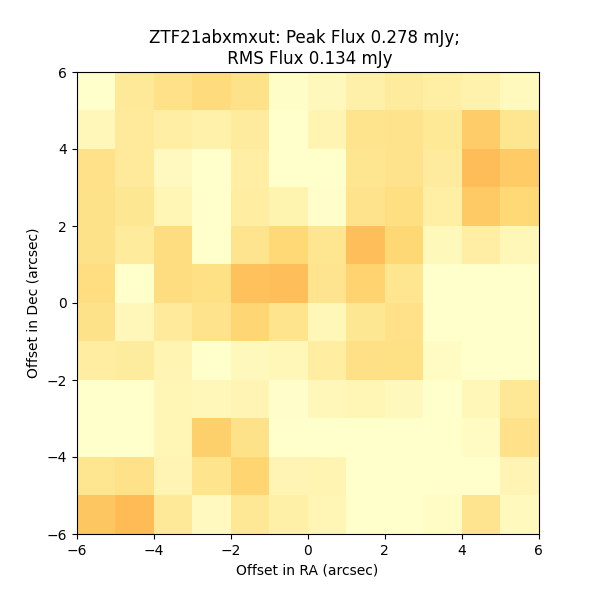 ZTF21abxmxut: Peak Flux 0.278 mJy;
RMS Flux 0.134 mJy
6
4
2
0
−2
−4
−6
Offset in Dec (arcsec)
−6 −4 −2 0 2 4 6
Offset in RA (arcsec)